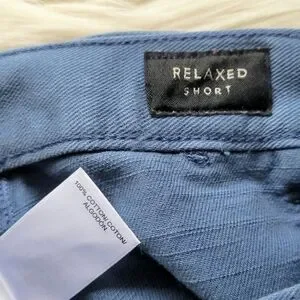 RELAXED
SHORT
100% COTTON/ COTON/
ALGODÓN